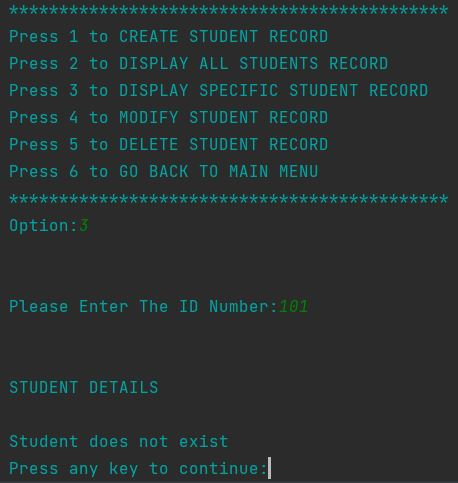 ********************************************
Press 1 to CREATE STUDENT RECORD
Press 2 to DISPLAY ALL STUDENTS RECORD
Press 3 to DISPLAY SPECIFIC STUDENT RECORD
Press 4 to MODIFY STUDENT RECORD
Press 5 to DELETE STUDENT RECORD
Press 6 to GO BACK TO MAIN MENU
********************************************
Option:3
Please Enter The ID Number:101
STUDENT DETAILS
Student does not exist
Press any key to continue: